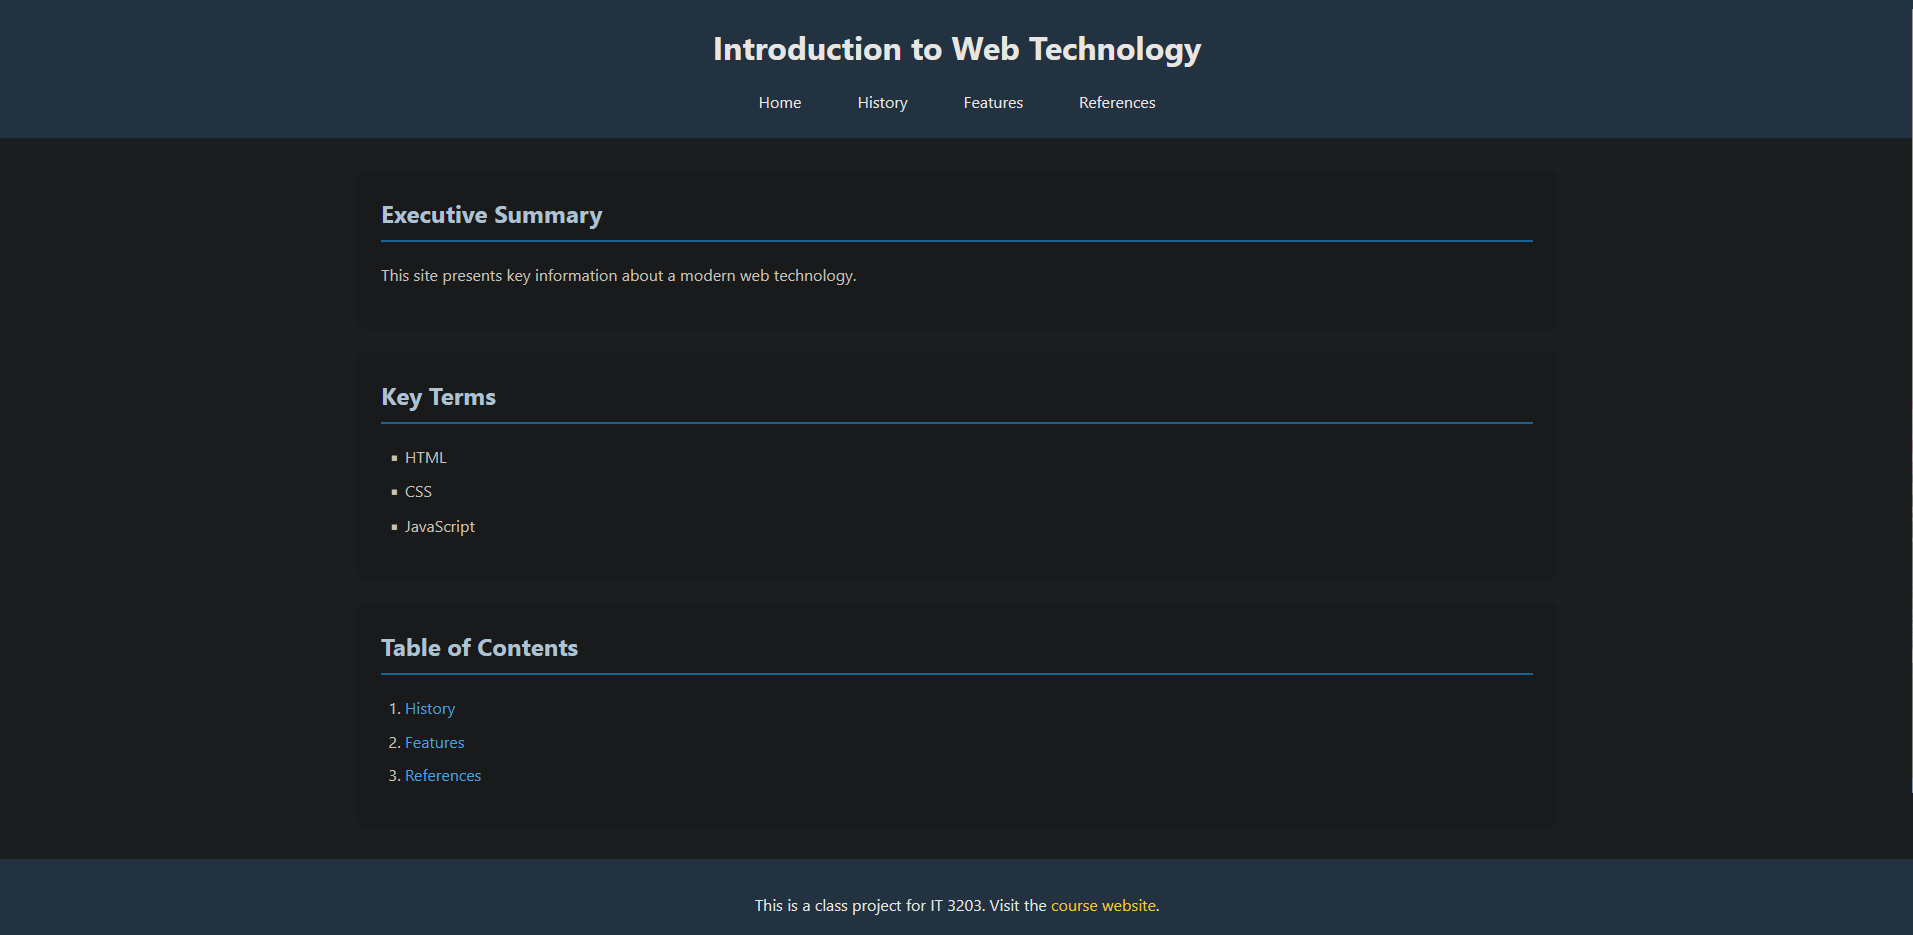 Introduction to Web Technology
Home History Features References
Executive Summary
This site presents key information about a modern web technology.
Key Terms
▪ HTML
▪ CSS
▪ JavaScript
Table of Contents
1. History
2. Features
3. References
This is a class project for IT 3203. Visit the course website.